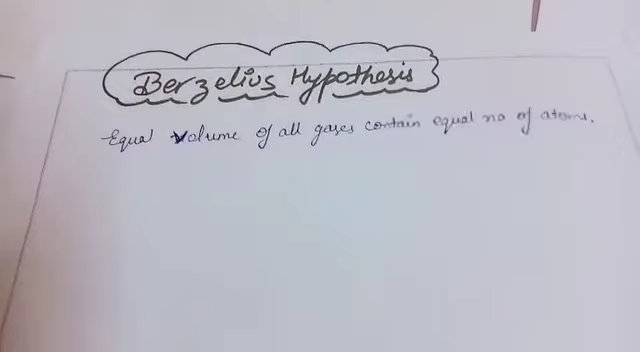 Berzelius Hypothesis
Equal Volume of all gases contain equal no of atoms.